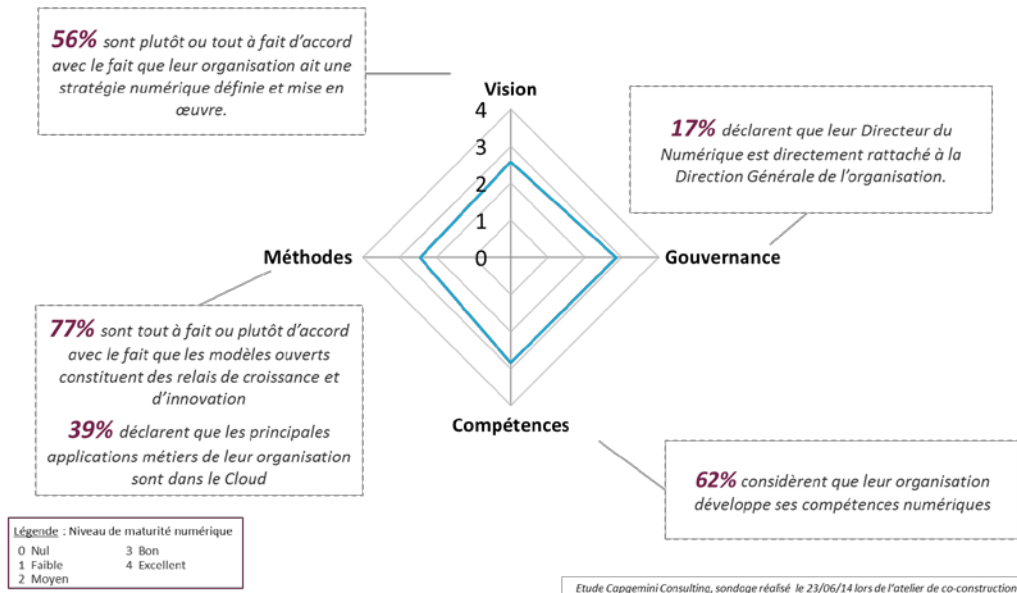 56% sont plutôt ou tout à fait d’accord
avec le fait que leur organisation ait une
stratégie numérique définie et mise en
œuvre.
Vision
4
3
2
1
0
17% déclarent que leur Directeur du
Numérique est directement rattaché à la
Direction Générale de l’organisation.
Méthodes
Gouvernance
77% sont tout à fait ou plutôt d’accord
avec le fait que les modèles ouverts
constituent des relais de croissance et
d’innovation
39% déclarent que les principales
applications métiers de leur organisation
sont dans le Cloud
Compétences
62% considèrent que leur organisation
développe ses compétences numériques
Légende : Niveau de maturité numérique
0 Nul 3 Bon
1 Faible 4 Excellent
2 Moyen
Etude Capgemini Consulting, sondage réalisé le 23/06/14 lors de l’atelier de co-construction